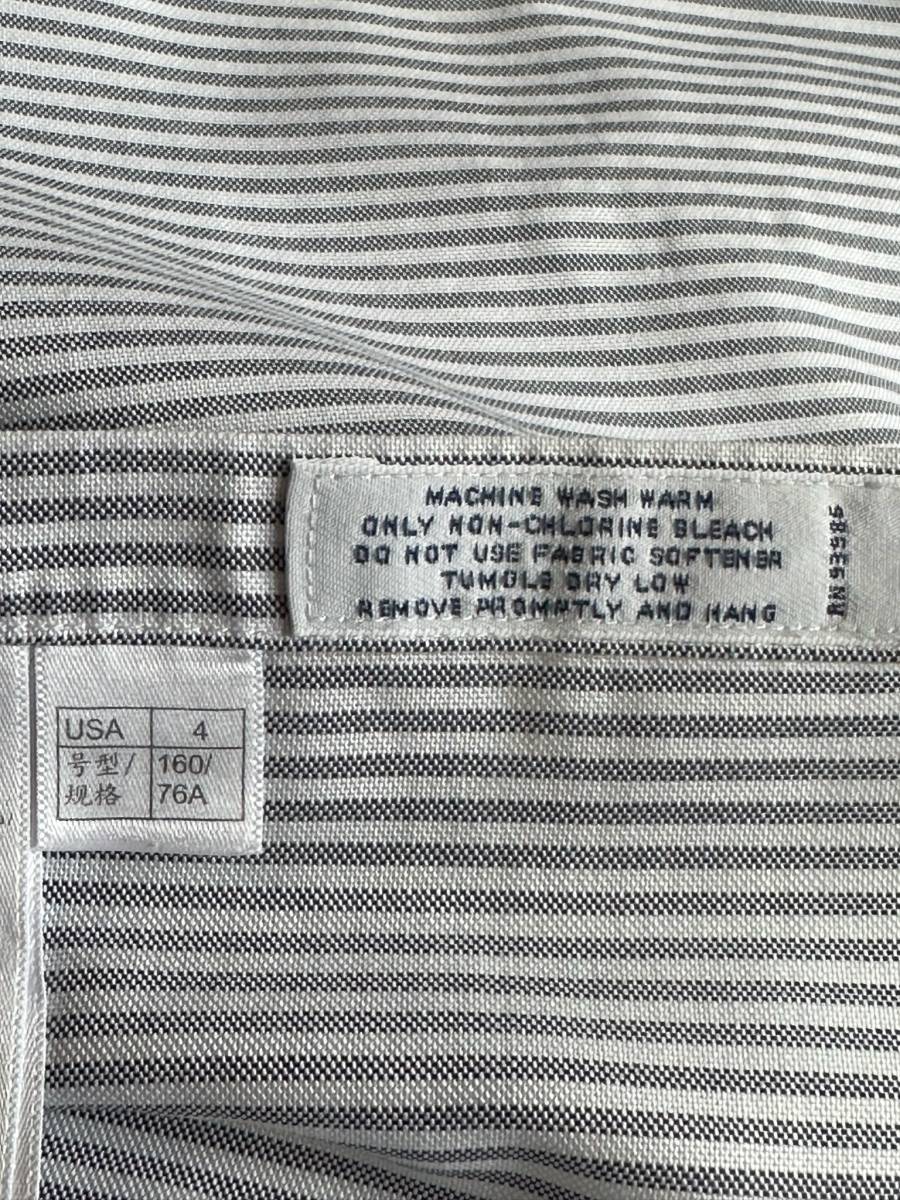 MACHINE WASH WARM
ONLY NON-CHLORINE BLEACH
DO NOT USE FABRIC SOFTENER
TUMBLE DRY LOW
REMOVE PROMPTLY AND HANG
RN 93585
USA 4
号型/ 160/
规格 76A